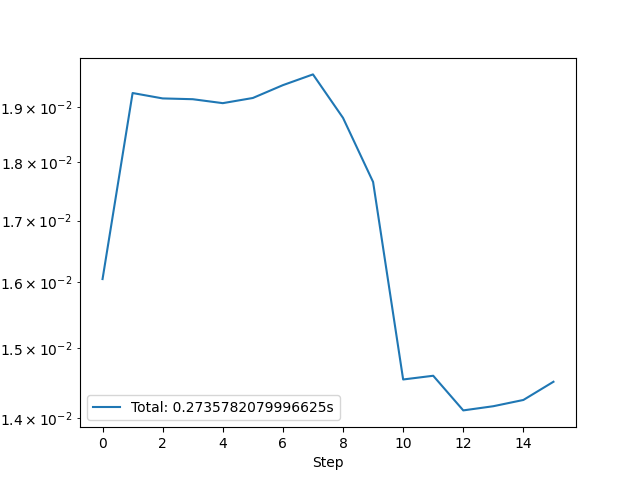 1.9 × 10⁻²
1.8 × 10⁻²
1.7 × 10⁻²
1.6 × 10⁻²
1.5 × 10⁻²
1.4 × 10⁻²
Total: 0.2735782079996625s
0 2 4 6 8 10 12 14
Step